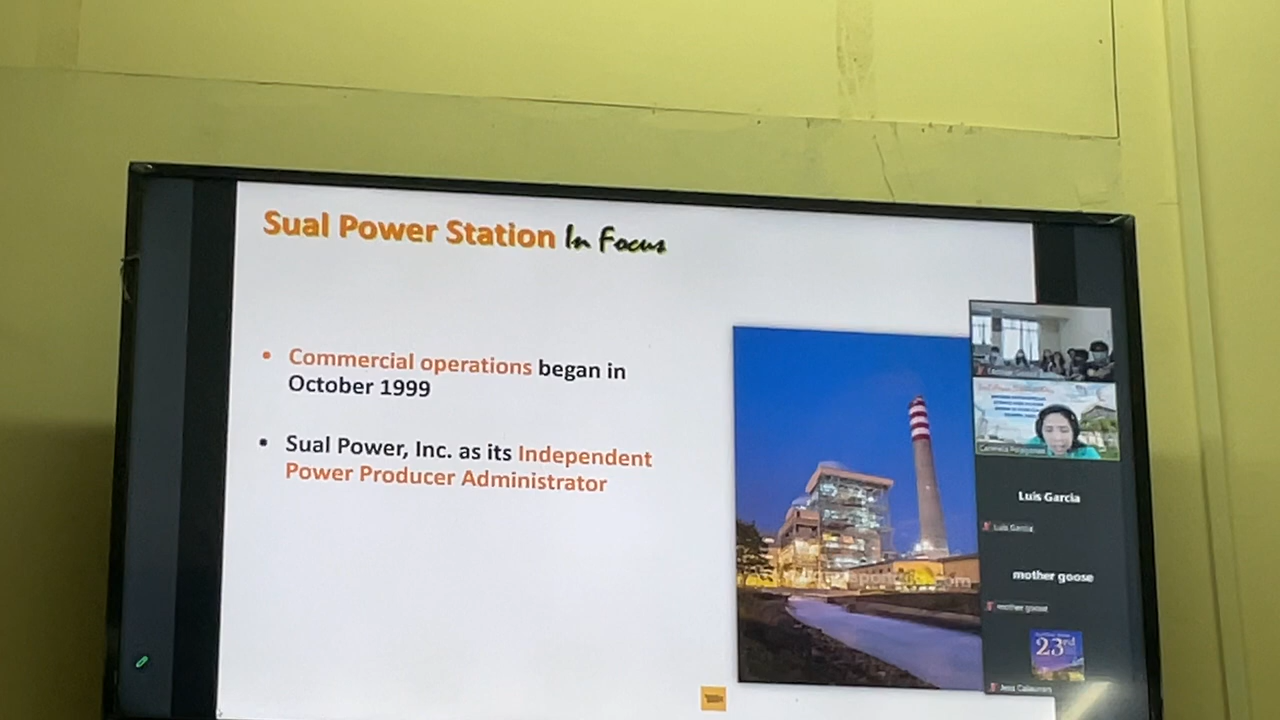 Sual Power Station In Focus
• Commercial operations began in
October 1999
• Sual Power, Inc. as its Independent
Power Producer Administrator
Luis Garcia
Luis Garcia
mother goose
mother goose
23rd